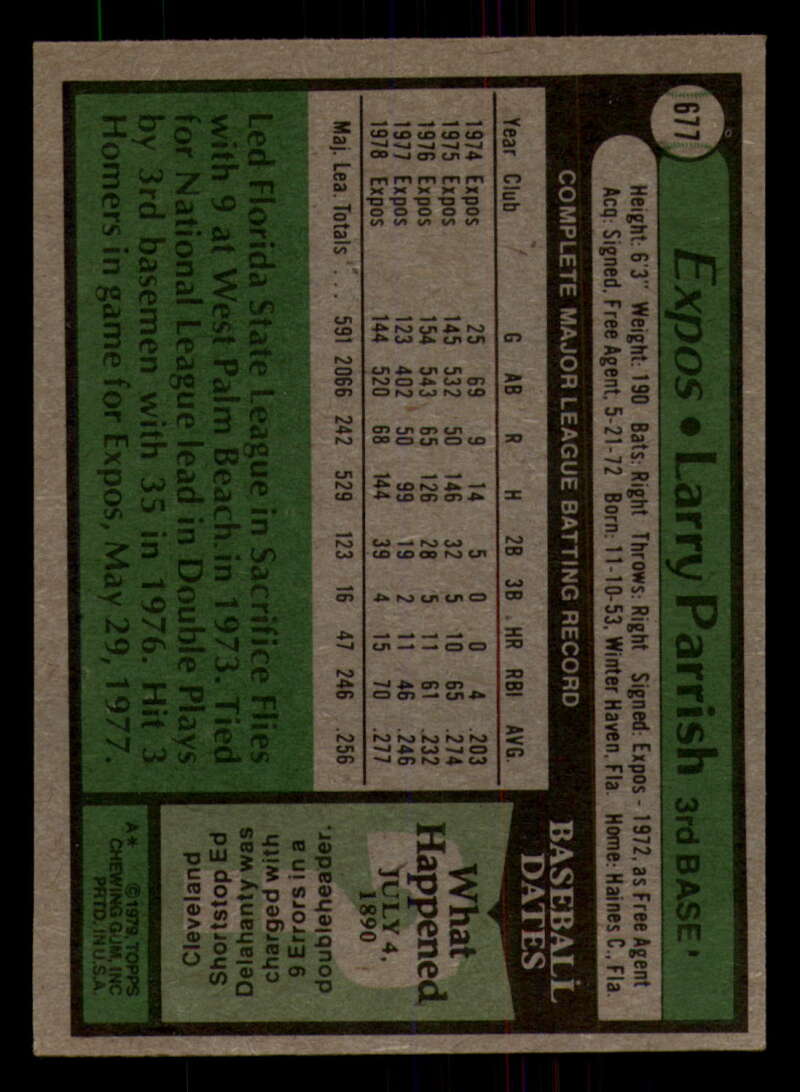 677
Expos • Larry Parrish 3rd BASE •
Height: 6'3" Weight: 190 Bats: Right Throws: Right Signed: Expos - 1972, as Free Agent
Acq: Signed, Free Agent, 5-21-72 Born: 11-10-53, Winter Haven, Fla. Home: Haines C., Fla.
COMPLETE MAJOR LEAGUE BATTING RECORD
Year Club G AB R H 2B 3B HR RBI AVG.
1974 Expos 25 69 9 14 5 0 0 4 .203
1975 Expos 145 532 50 146 32 5 10 65 .274
1976 Expos 154 543 65 126 28 5 11 61 .232
1977 Expos 123 402 50 99 19 2 11 46 .246
1978 Expos 144 520 68 144 39 4 15 70 .277
Maj. Lea. Totals . . . 591 2066 242 529 123 16 47 246 .256
Led Florida State League in Sacrifice Flies
with 9 at West Palm Beach in 1973. Tied
for National League lead in Double Plays
by 3rd basemen with 35 in 1976. Hit 3
Homers in game for Expos, May 29, 1977.
BASEBALL
DATES
What
Happened
JULY 4,
1890
Cleveland
Shortstop Ed
Delahanty was
charged with
9 Errors in a
doubleheader.
A* ©1979 TOPPS
CHEWING GUM, INC
PRTD. IN U.S.A.